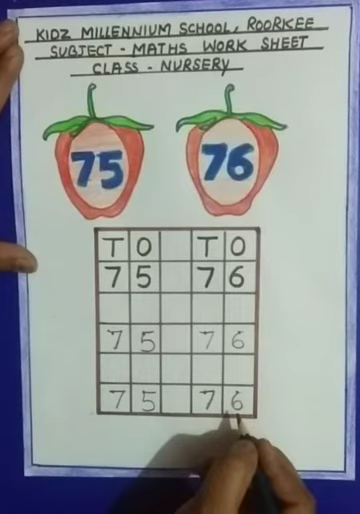 KIDZ MILLENNIUM SCHOOL, ROORKEE
SUBJECT - MATHS WORK SHEET
CLASS - NURSERY
75 76
T O T O
7 5 7 6
7 5 7 6
7 5 7 6